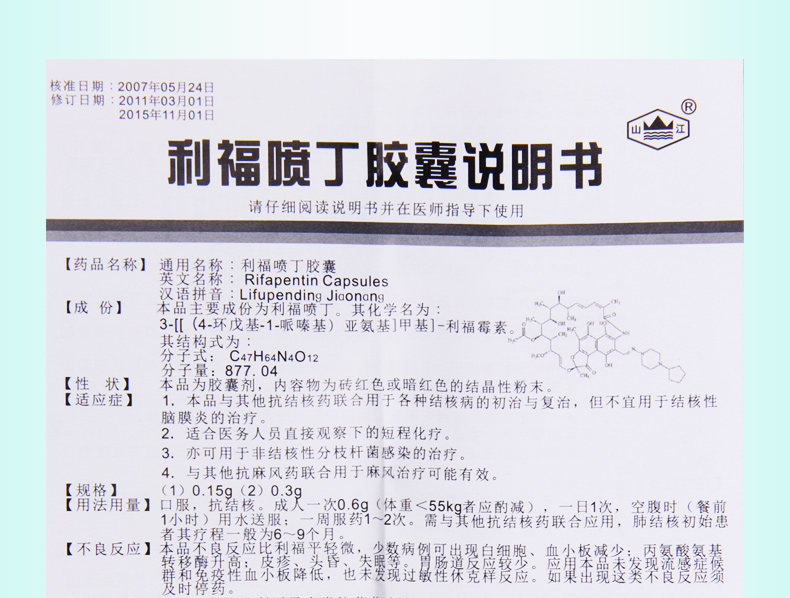 核准日期：2007年05月24日
修订日期：2011年03月01日
2015年11月01日
山 江 ®
利福喷丁胶囊说明书
请仔细阅读说明书并在医师指导下使用
【药品名称】 通用名称：利福喷丁胶囊
英文名称： Rifapentin Capsules
汉语拼音：Lifupending Jiaonang
【成 份】 本品主要成份为利福喷丁。其化学名为：
3-[[（4-环戊基-1-哌嗪基）亚氨基]甲基]-利福霉素。
其结构式为：
分子式： C47H64N4O12
分子量：877.04
【性 状】 本品为胶囊剂，内容物为砖红色或暗红色的结晶性粉末。
【适应症】 1．本品与其他抗结核药联合用于各种结核病的初治与复治，但不宜用于结核性
脑膜炎的治疗。
2．适合医务人员直接观察下的短程化疗。
3．亦可用于非结核性分枝杆菌感染的治疗。
4．与其他抗麻风药联合用于麻风治疗可能有效。
【规格】 （1）0.15g（2）0.3g
【用法用量】口服，抗结核。成人一次0.6g（体重＜55kg者应酌减），一日1次，空腹时（餐前
1小时）用水送服；一周服药1~2次。需与其他抗结核药联合应用，肺结核初始患
者其疗程一般为6~9个月。
【不良反应】本品不良反应比利福平轻微，少数病例可出现白细胞、血小板减少；丙氨酸氨基
转移酶升高；皮疹、头昏、失眠等。胃肠道反应较少。应用本品未发现流感症候
群和免疫性血小板降低，也未发现过敏性休克样反应。如果出现这类不良反应须
及时停药。